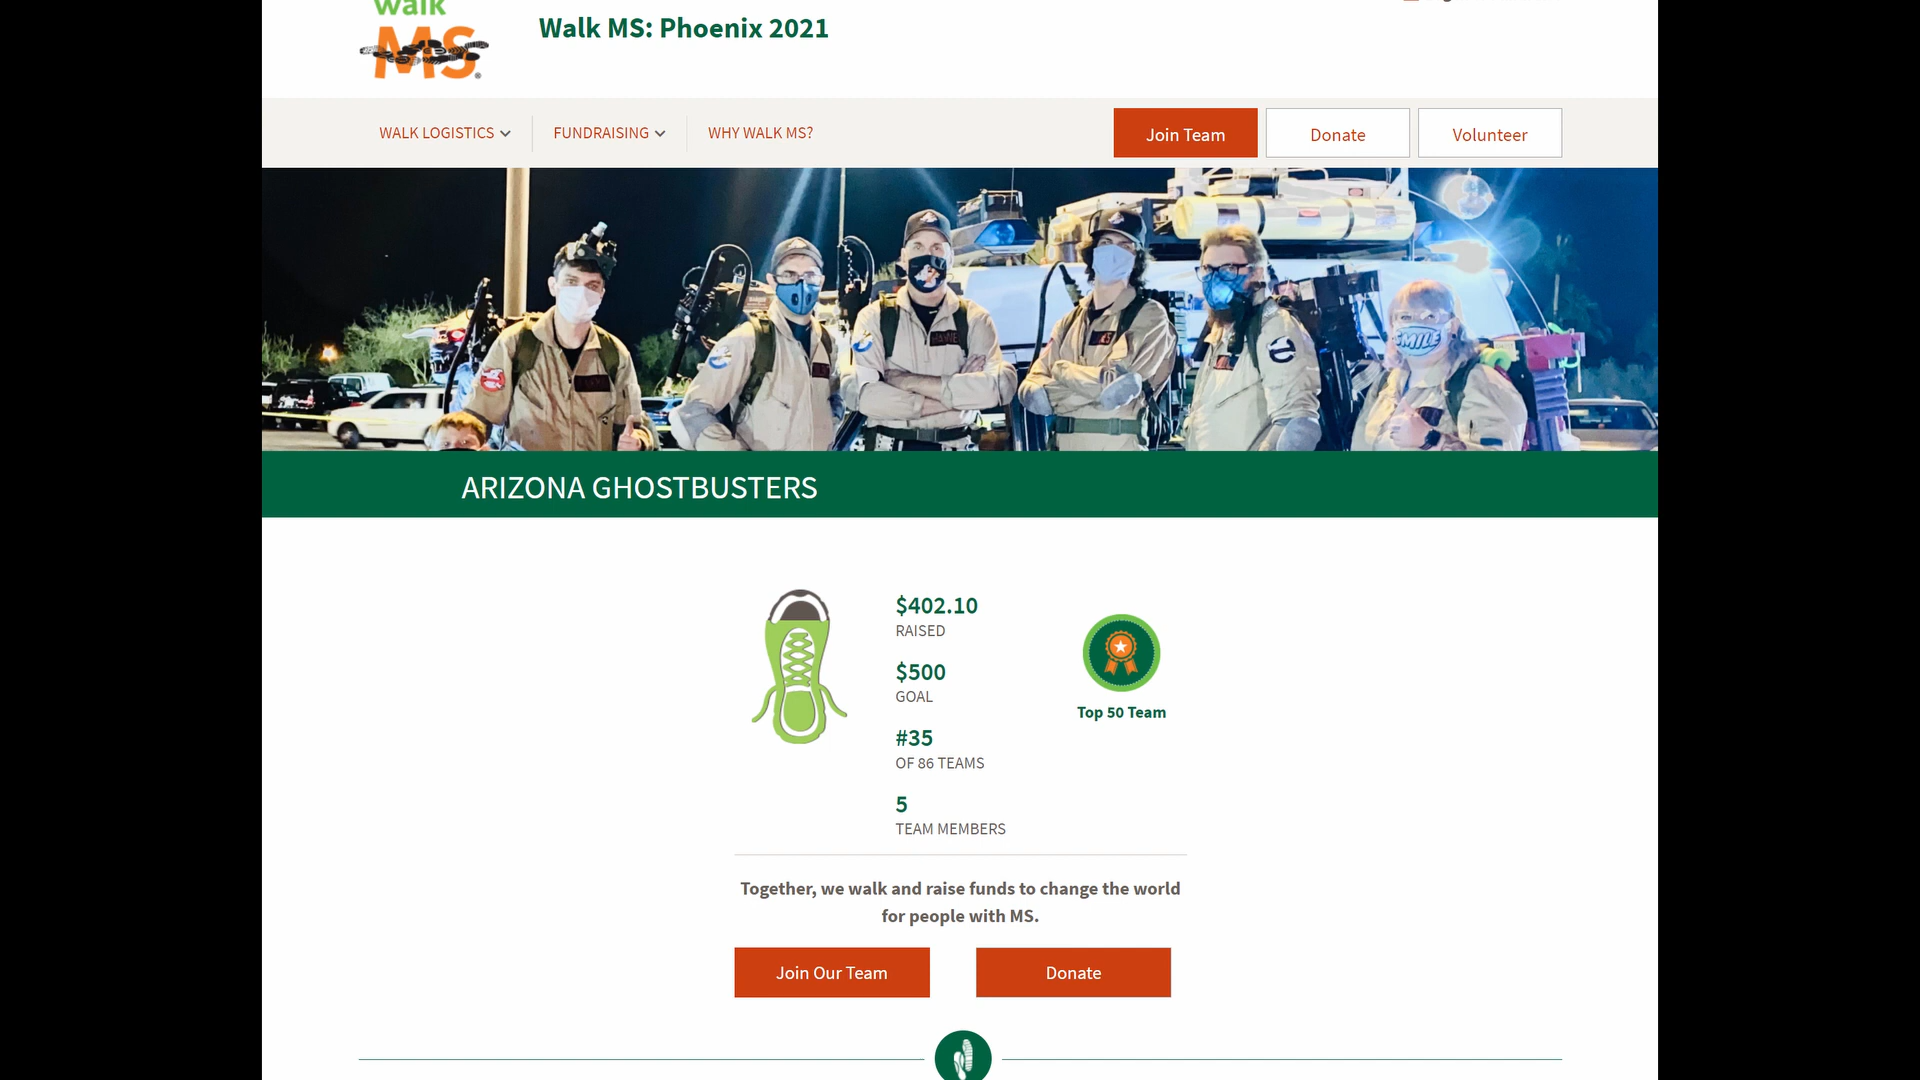 walk
MS®
Walk MS: Phoenix 2021
WALK LOGISTICS
FUNDRAISING
WHY WALK MS?
Join Team
Donate
Volunteer
SMILE
ARIZONA GHOSTBUSTERS
$402.10
RAISED
$500
GOAL
#35
OF 86 TEAMS
5
TEAM MEMBERS
Top 50 Team
Together, we walk and raise funds to change the world
for people with MS.
Join Our Team
Donate